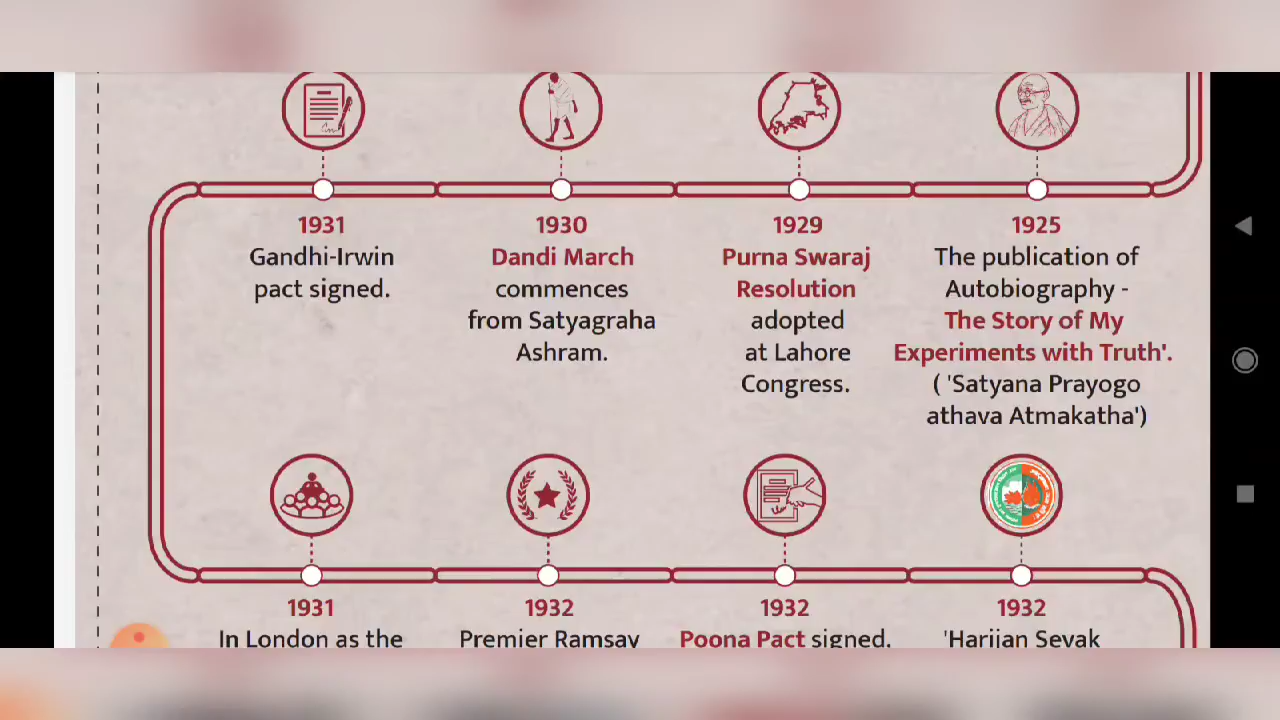 1931
Gandhi-Irwin
pact signed.
1930
Dandi March
commences
from Satyagraha
Ashram.
1929
Purna Swaraj
Resolution
adopted
at Lahore
Congress.
1925
The publication of
Autobiography -
The Story of My
Experiments with Truth'.
( 'Satyana Prayogo
athava Atmakatha')
1931
In London as the
1932
Premier Ramsay
1932
Poona Pact signed.
1932
'Harijan Sevak